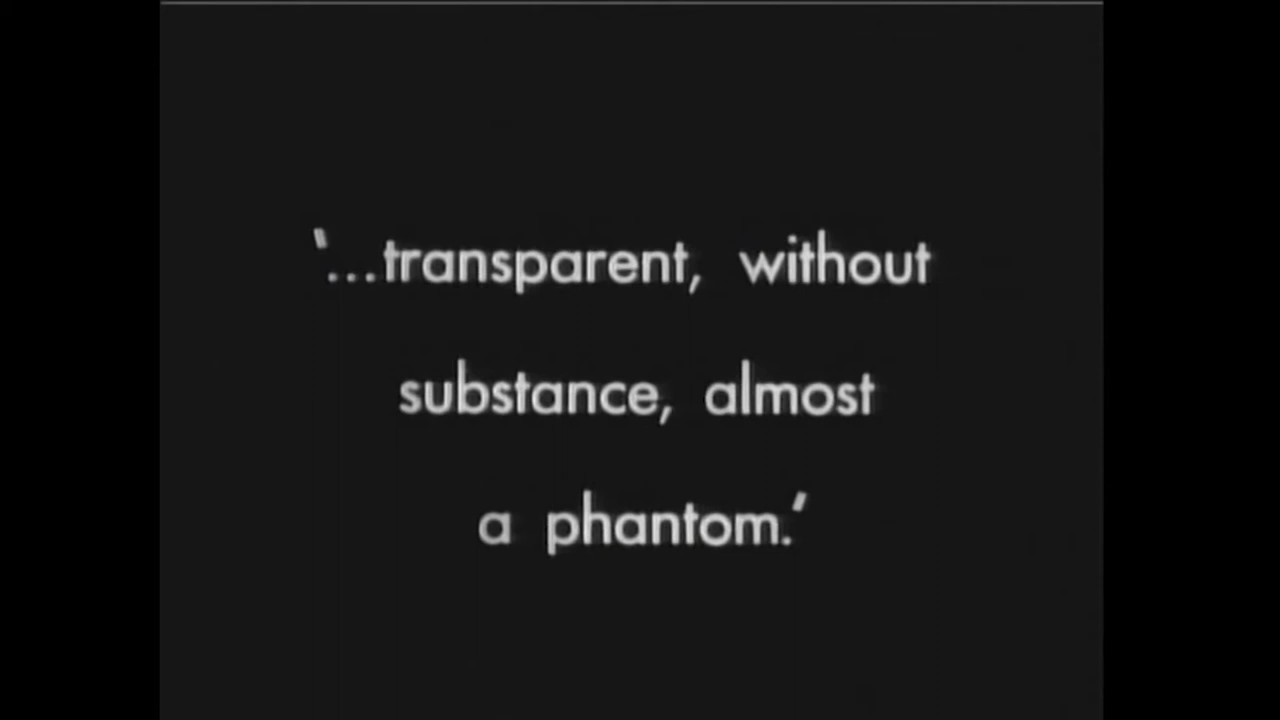 ‛...transparent, without
substance, almost
a phantom.’